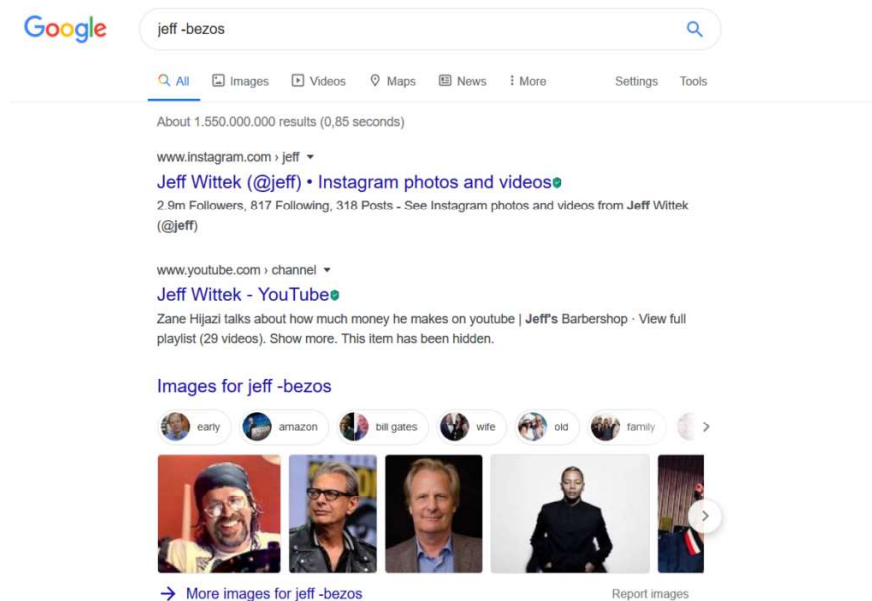 Google
jeff -bezos
All Images Videos Maps News More Settings Tools
About 1.550.000.000 results (0,85 seconds)
www.instagram.com › jeff
Jeff Wittek (@jeff) • Instagram photos and videos
2.9m Followers, 817 Following, 318 Posts - See Instagram photos and videos from Jeff Wittek
(@jeff)
www.youtube.com › channel
Jeff Wittek - YouTube
Zane Hijazi talks about how much money he makes on youtube | Jeff's Barbershop · View full
playlist (29 videos). Show more. This item has been hidden.
Images for jeff -bezos
early amazon bill gates wife old family
More images for jeff -bezos Report images